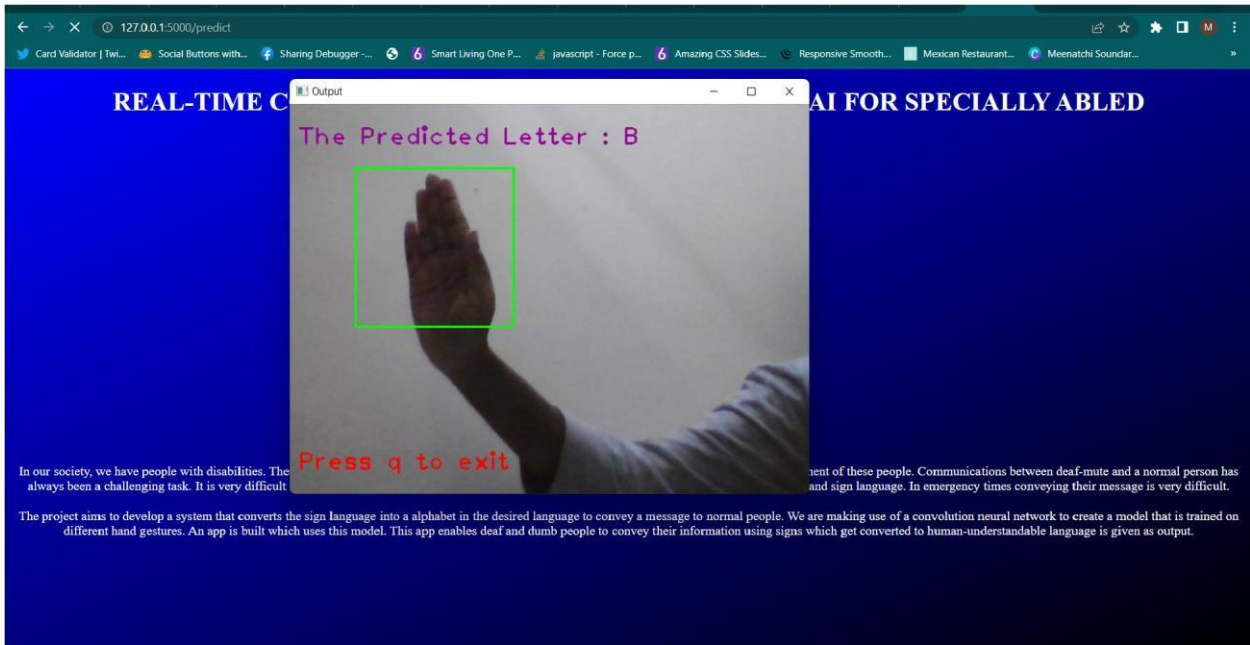 127.0.0.1:5000/predict
M
Card Validator | Twi... Social Buttons with... Sharing Debugger -... Smart Living One P... javascript - Force p... Amazing CSS Slides... Responsive Smooth... Mexican Restaurant... Meenatchi Soundar... »
Output
REAL-TIME C AI FOR SPECIALLY ABLED
The Predicted Letter : B
Press q to exit
In our society, we have people with disabilities. The ent of these people. Communications between deaf-mute and a normal person has
always been a challenging task. It is very difficult and sign language. In emergency times conveying their message is very difficult.
The project aims to develop a system that converts the sign language into a alphabet in the desired language to convey a message to normal people. We are making use of a convolution neural network to create a model that is trained on
different hand gestures. An app is built which uses this model. This app enables deaf and dumb people to convey their information using signs which get converted to human-understandable language is given as output.